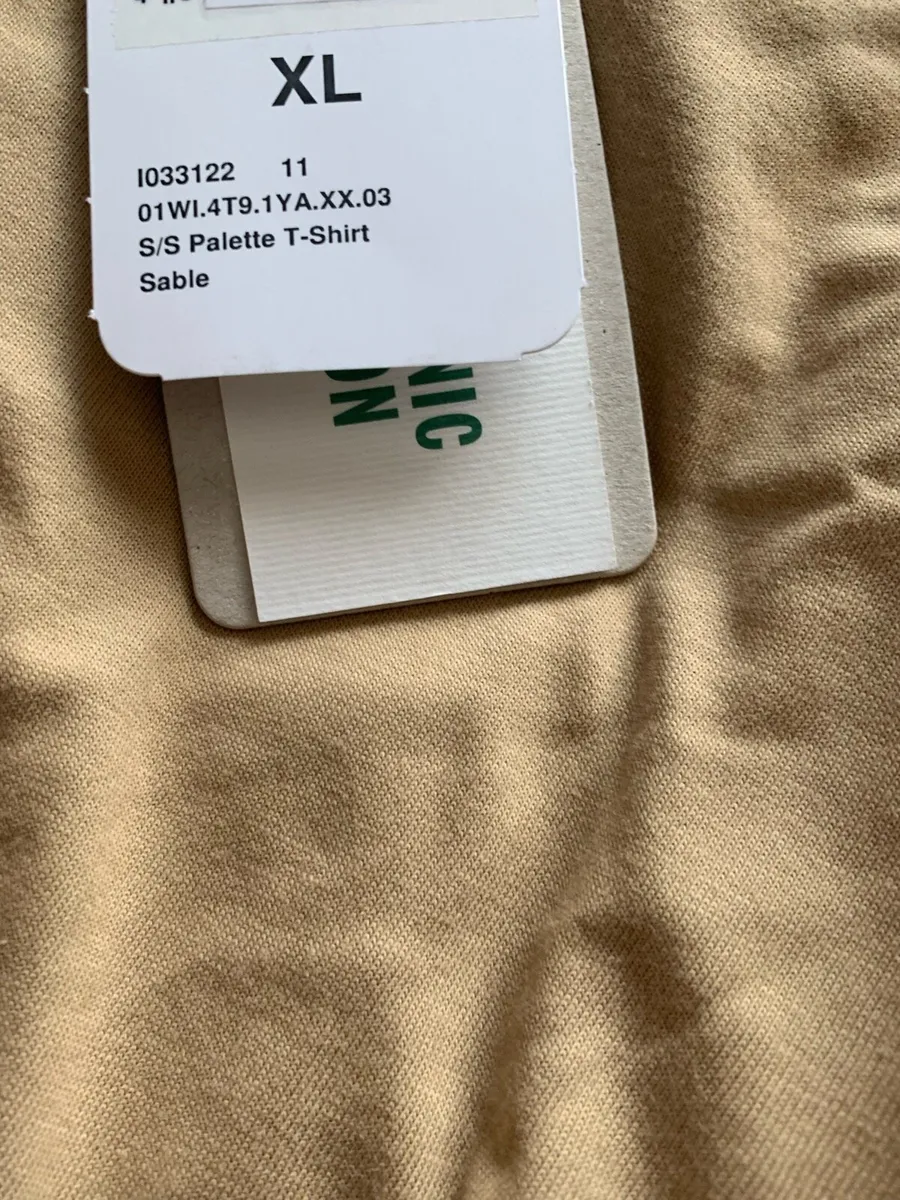 XL
I033122 11
01WI.4T9.1YA.XX.03
S/S Palette T-Shirt
Sable
NIC
ON